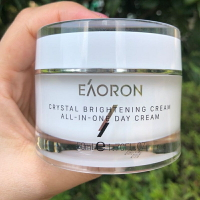 EAORON
CRYSTAL BRIGHTENING CREAM
ALL-IN-ONE DAY CREAM